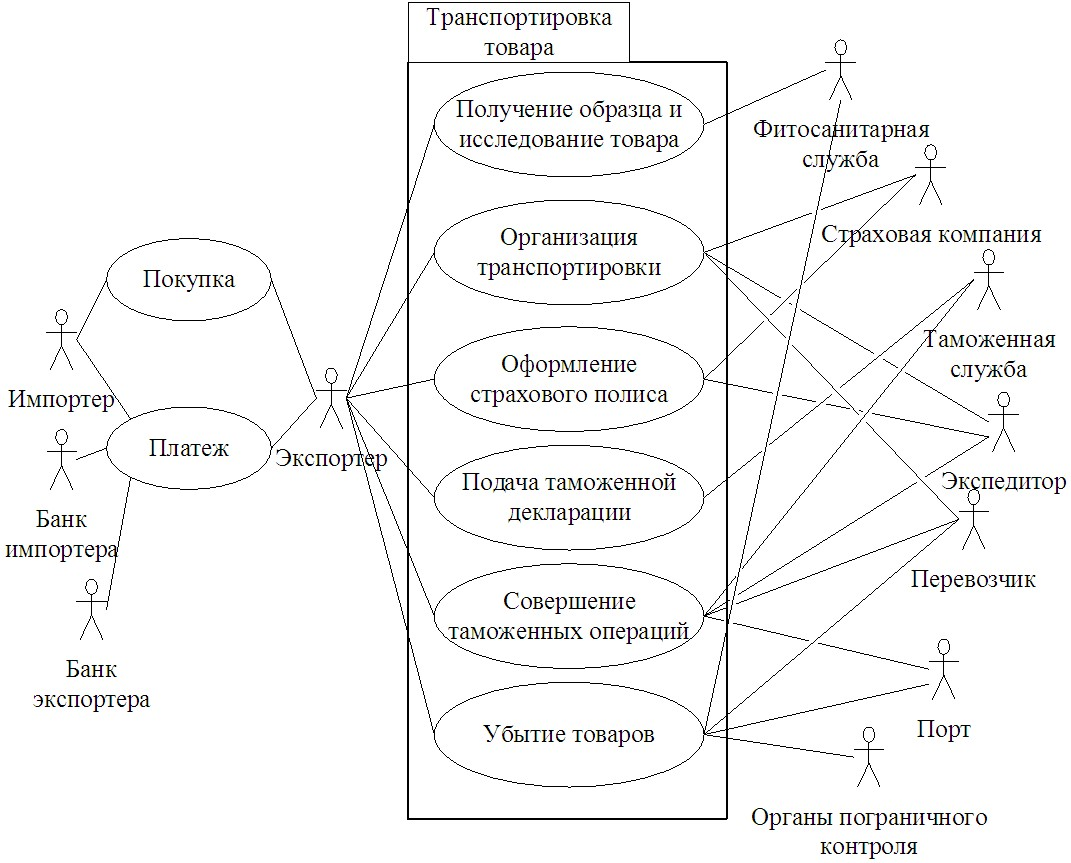 Транспортировка
товара
Получение образца и
исследование товара
Фитосанитарная
служба
Организация
транспортировки
Страховая компания
Покупка
Оформление
страхового полиса
Таможенная
служба
Импортер
Платеж
Экспортер
Подача таможенной
декларации
Экспедитор
Банк
импортера
Перевозчик
Совершение
таможенных операций
Банк
экспортера
Убытие товаров
Порт
Органы пограничного
контроля